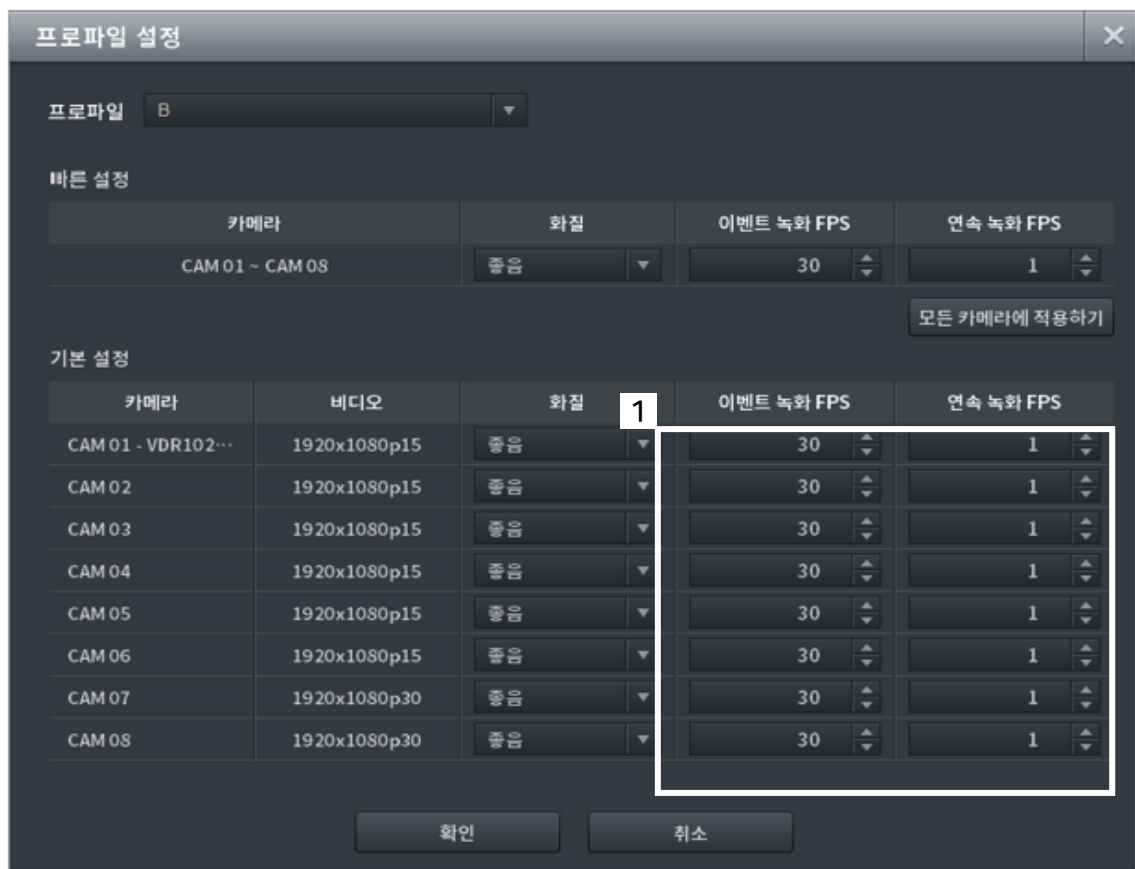 프로파일 설정
프로파일 B
빠른 설정
카메라 화질 이벤트 녹화 FPS 연속 녹화 FPS
CAM 01 ~ CAM 08 좋음 30 1
모든 카메라에 적용하기
기본 설정
카메라 비디오 화질 1 이벤트 녹화 FPS 연속 녹화 FPS
CAM 01 - VDR102··· 1920x1080p15 좋음 30 1
CAM 02 1920x1080p15 좋음 30 1
CAM 03 1920x1080p15 좋음 30 1
CAM 04 1920x1080p15 좋음 30 1
CAM 05 1920x1080p15 좋음 30 1
CAM 06 1920x1080p15 좋음 30 1
CAM 07 1920x1080p30 좋음 30 1
CAM 08 1920x1080p30 좋음 30 1
확인 취소